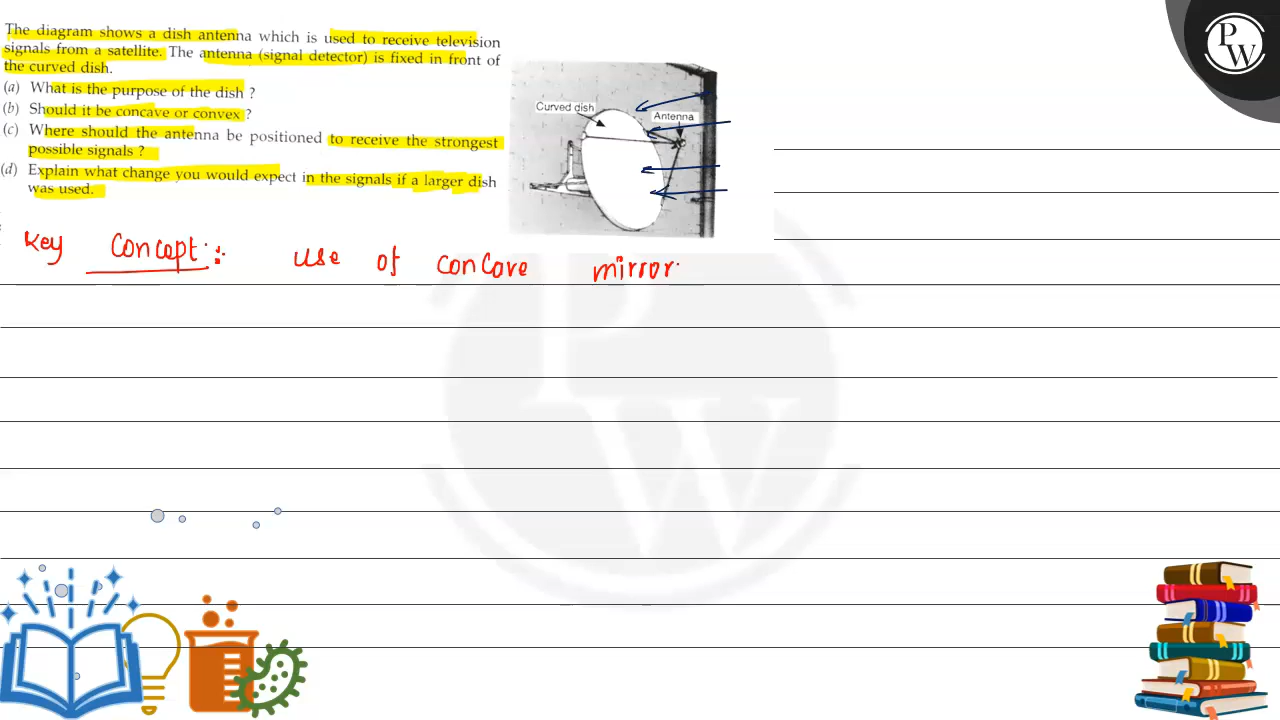 The diagram shows a dish antenna which is used to receive television
signals from a satellite. The antenna (signal detector) is fixed in front of
the curved dish.
(a) What is the purpose of the dish ?
(b) Should it be concave or convex ?
(c) Where should the antenna be positioned to receive the strongest
possible signals ?
(d) Explain what change you would expect in the signals if a larger dish
was used.
Curved dish
Antenna
Key Concept :- use of concave mirror.
PW
PW